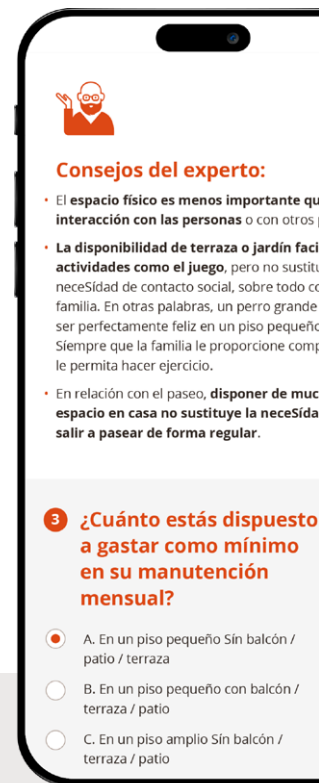 Consejos del experto:
• El espacio físico es menos importante qu
interacción con las personas o con otros p
• La disponibilidad de terraza o jardín faci
actividades como el juego, pero no sustitu
neceSídad de contacto social, sobre todo co
familia. En otras palabras, un perro grande
ser perfectamente feliz en un piso pequeño
Síempre que la familia le proporcione comp
le permita hacer ejercicio.
• En relación con el paseo, disponer de muc
espacio en casa no sustituye la neceSída
salir a pasear de forma regular.
3 ¿Cuánto estás dispuesto
a gastar como mínimo
en su manutención
mensual?
A. En un piso pequeño Sín balcón /
patio / terraza
B. En un piso pequeño con balcón /
terraza / patio
C. En un piso amplio Sín balcón /
terraza / patio